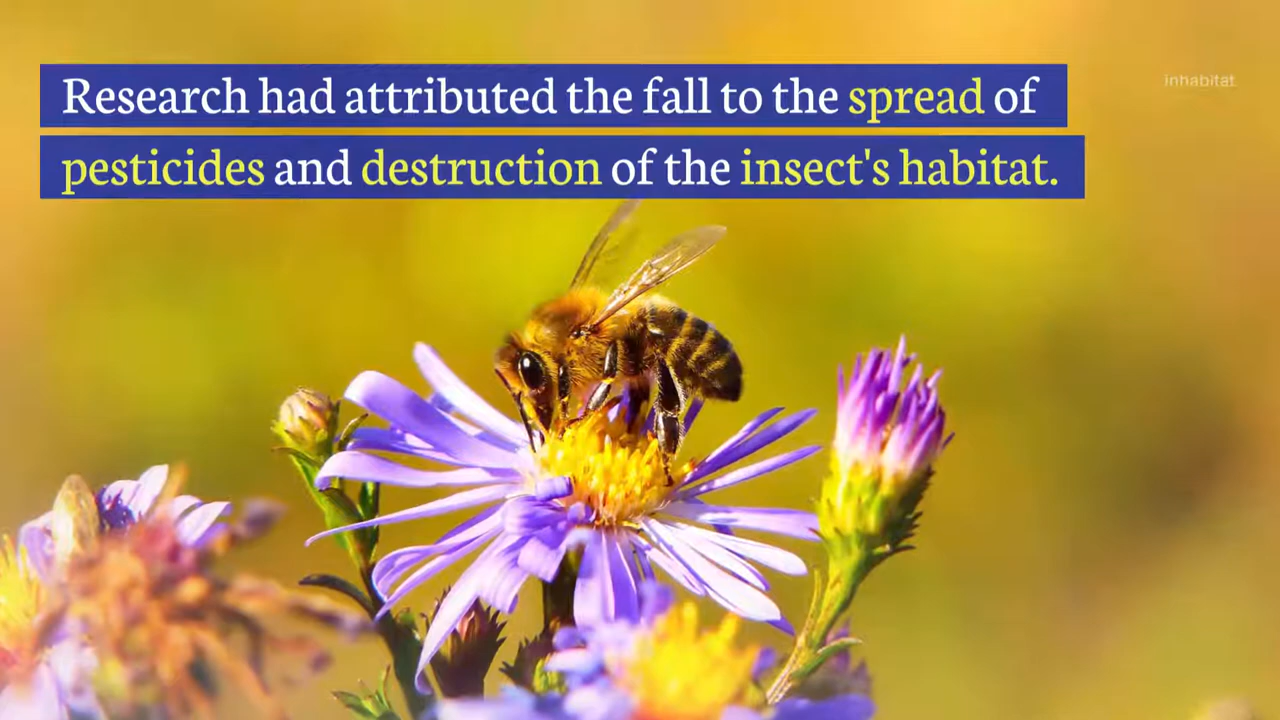 Research had attributed the fall to the spread of
pesticides and destruction of the insect's habitat.
inhabitat